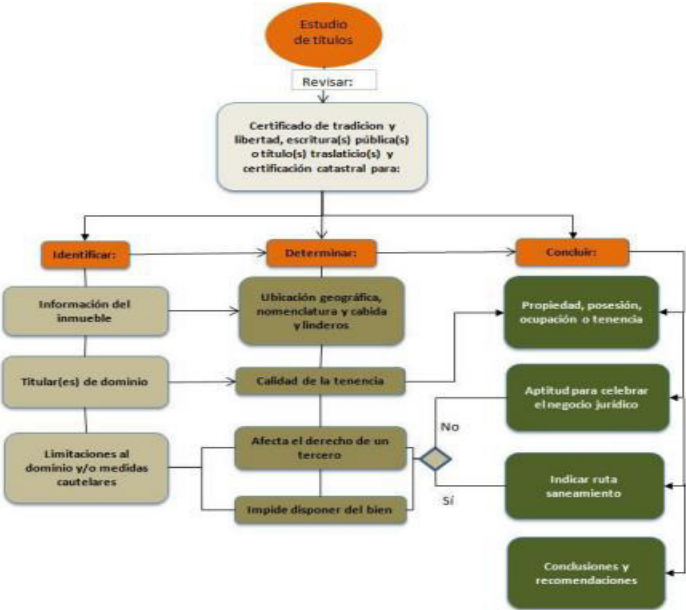 Estudio
de títulos
Revisar:
Certificado de tradicion y
libertad, escritura(s) pública(s)
o título(s) traslaticio(s) y
certificación catastral para:
Identificar:
Determinar:
Concluir:
Información del
inmueble
Ubicación geográfica,
nomenclatura y cabida
y linderos
Propiedad, posesión,
ocupación o tenencia
Titular(es) de dominio
Calidad de la tenencia
Aptitud para celebrar
el negocio jurídico
No
Limitaciones al
dominio y/o medidas
cautelares
Afecta el derecho de un
tercero
Indicar ruta
saneamiento
Sí
Impide disponer del bien
Conclusiones y
recomendaciones